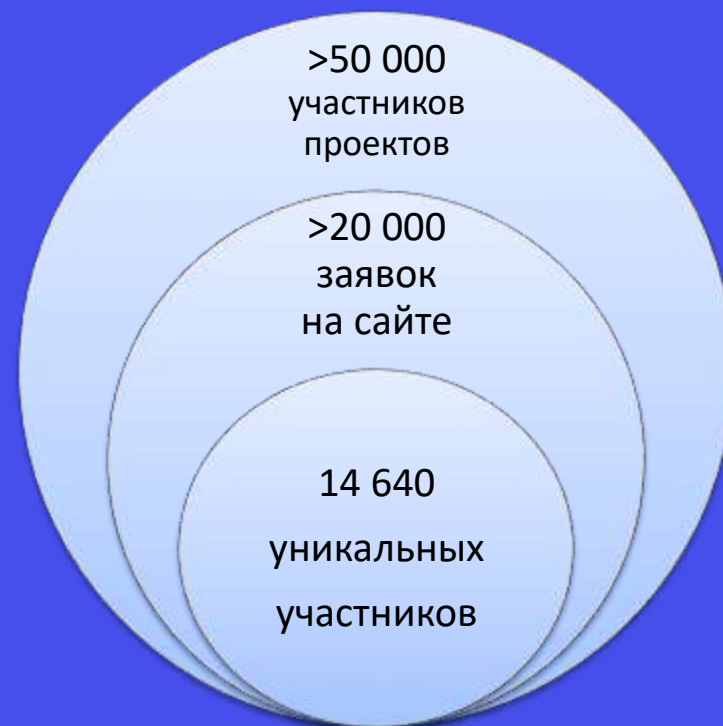 >50 000
участников
проектов
>20 000
заявок
на сайте
14 640
уникальных
участников